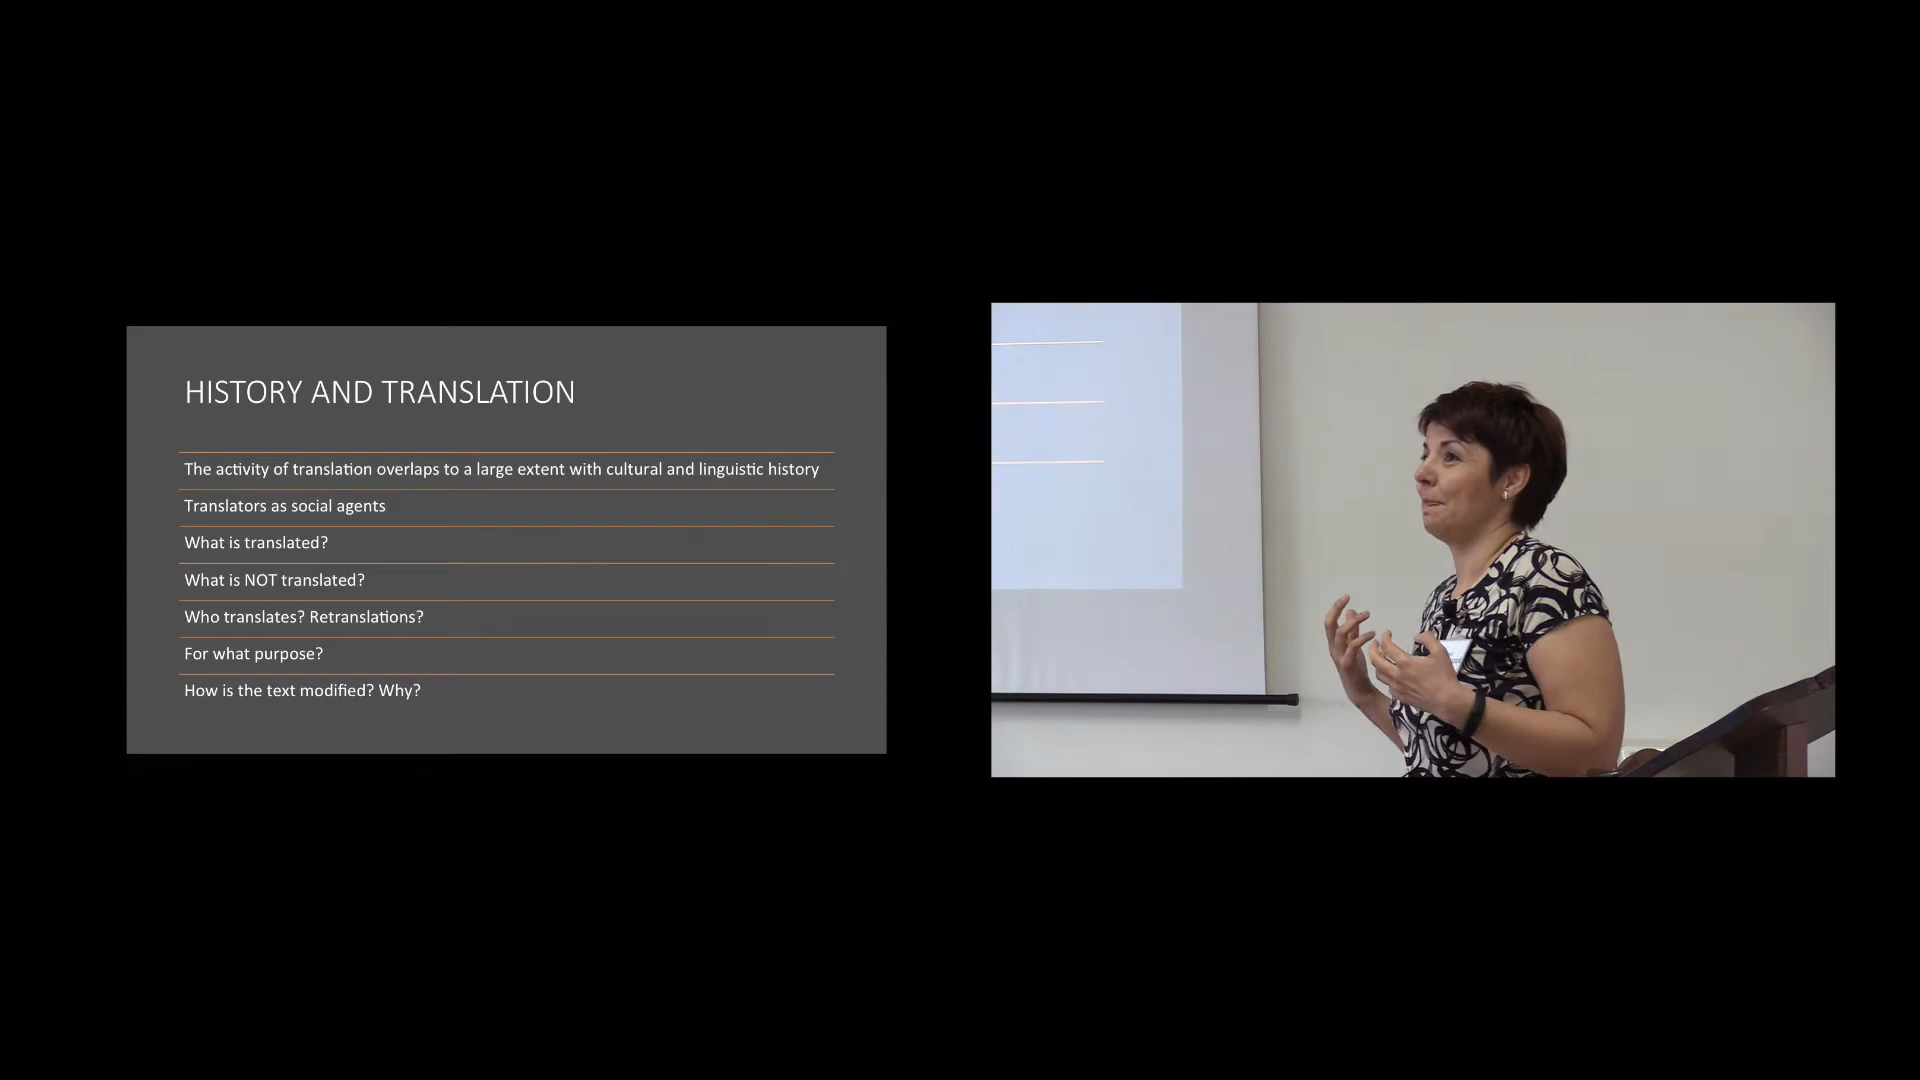 HISTORY AND TRANSLATION
The activity of translation overlaps to a large extent with cultural and linguistic history
Translators as social agents
What is translated?
What is NOT translated?
Who translates? Retranslations?
For what purpose?
How is the text modified? Why?